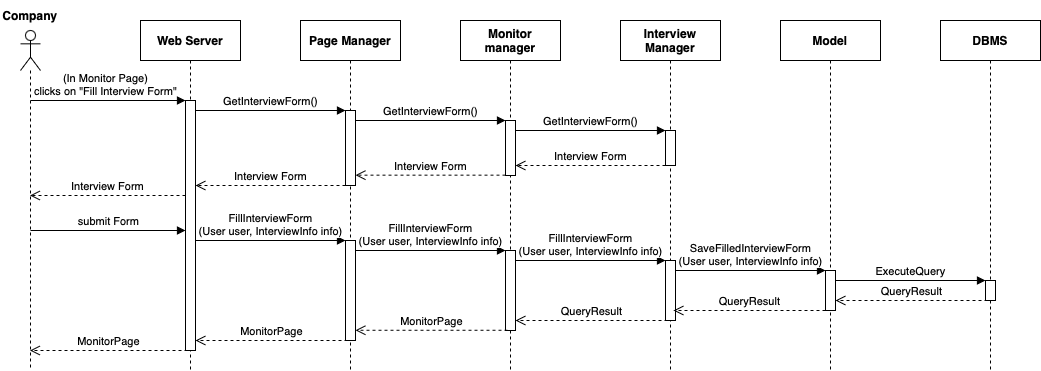 Company
Web Server
Page Manager
Monitor
manager
Interview
Manager
Model
DBMS
(In Monitor Page)
clicks on "Fill Interview Form"
GetInterviewForm()
GetInterviewForm()
GetInterviewForm()
Interview Form
Interview Form
Interview Form
Interview Form
submit Form
FillInterviewForm
(User user, InterviewInfo info)
FillInterviewForm
(User user, InterviewInfo info)
FillInterviewForm
(User user, InterviewInfo info)
SaveFilledInterviewForm
(User user, InterviewInfo info)
ExecuteQuery
QueryResult
QueryResult
QueryResult
MonitorPage
MonitorPage
MonitorPage